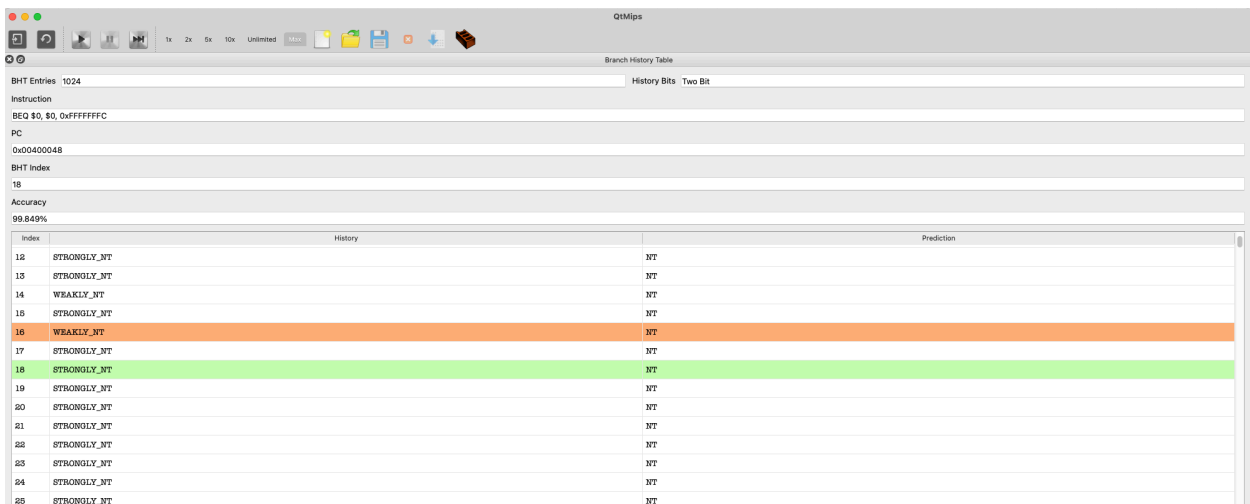 QtMips
1x 2x 5x 10x Unlimited Max
Branch History Table
BHT Entries 1024 History Bits Two Bit
Instruction
BEQ $0, $0, 0xFFFFFFFC
PC
0x00400048
BHT Index
18
Accuracy
99.849%
Index History Prediction
12 STRONGLY_NT NT
13 STRONGLY_NT NT
14 WEAKLY_NT NT
15 STRONGLY_NT NT
16 WEAKLY_NT NT
17 STRONGLY_NT NT
18 STRONGLY_NT NT
19 STRONGLY_NT NT
20 STRONGLY_NT NT
21 STRONGLY_NT NT
22 STRONGLY_NT NT
23 STRONGLY_NT NT
24 STRONGLY_NT NT
25 STRONGLY_NT NT